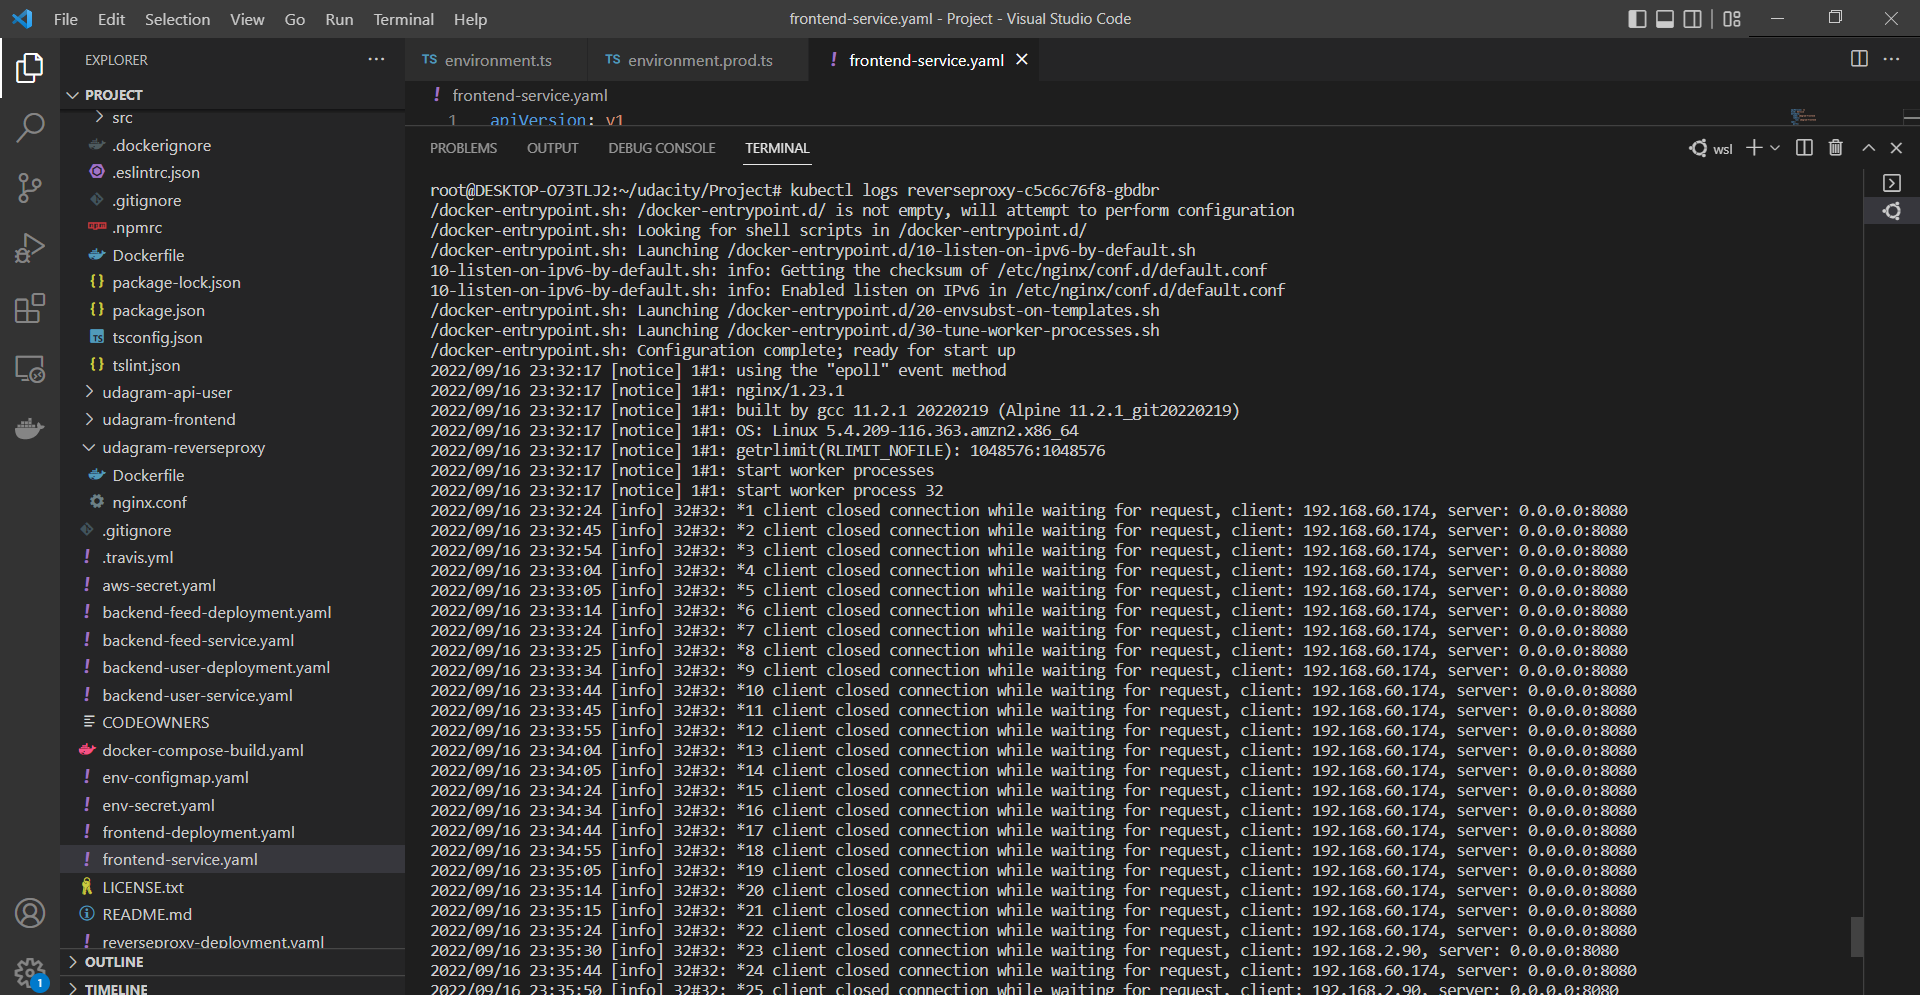 File Edit Selection View Go Run Terminal Help
frontend-service.yaml - Project - Visual Studio Code
EXPLORER
PROJECT
src
.dockerignore
.eslintrc.json
.gitignore
.npmrc
Dockerfile
package-lock.json
package.json
tsconfig.json
tslint.json
udagram-api-user
udagram-frontend
udagram-reverseproxy
Dockerfile
nginx.conf
.gitignore
.travis.yml
aws-secret.yaml
backend-feed-deployment.yaml
backend-feed-service.yaml
backend-user-deployment.yaml
backend-user-service.yaml
CODEOWNERS
docker-compose-build.yaml
env-configmap.yaml
env-secret.yaml
frontend-deployment.yaml
frontend-service.yaml
LICENSE.txt
README.md
reverseproxy-deployment.yaml
OUTLINE
TIMELINE
1
TS environment.ts TS environment.prod.ts ! frontend-service.yaml
! frontend-service.yaml
1 apiVersion: v1
PROBLEMS OUTPUT DEBUG CONSOLE TERMINAL
wsl
root@DESKTOP-O73TLJ2:~/udacity/Project# kubectl logs reverseproxy-c5c6c76f8-gbdbr
/docker-entrypoint.sh: /docker-entrypoint.d/ is not empty, will attempt to perform configuration
/docker-entrypoint.sh: Looking for shell scripts in /docker-entrypoint.d/
/docker-entrypoint.sh: Launching /docker-entrypoint.d/10-listen-on-ipv6-by-default.sh
10-listen-on-ipv6-by-default.sh: info: Getting the checksum of /etc/nginx/conf.d/default.conf
10-listen-on-ipv6-by-default.sh: info: Enabled listen on IPv6 in /etc/nginx/conf.d/default.conf
/docker-entrypoint.sh: Launching /docker-entrypoint.d/20-envsubst-on-templates.sh
/docker-entrypoint.sh: Launching /docker-entrypoint.d/30-tune-worker-processes.sh
/docker-entrypoint.sh: Configuration complete; ready for start up
2022/09/16 23:32:17 [notice] 1#1: using the "epoll" event method
2022/09/16 23:32:17 [notice] 1#1: nginx/1.23.1
2022/09/16 23:32:17 [notice] 1#1: built by gcc 11.2.1 20220219 (Alpine 11.2.1_git20220219)
2022/09/16 23:32:17 [notice] 1#1: OS: Linux 5.4.209-116.363.amzn2.x86_64
2022/09/16 23:32:17 [notice] 1#1: getrlimit(RLIMIT_NOFILE): 1048576:1048576
2022/09/16 23:32:17 [notice] 1#1: start worker processes
2022/09/16 23:32:17 [notice] 1#1: start worker process 32
2022/09/16 23:32:24 [info] 32#32: *1 client closed connection while waiting for request, client: 192.168.60.174, server: 0.0.0.0:8080
2022/09/16 23:32:45 [info] 32#32: *2 client closed connection while waiting for request, client: 192.168.60.174, server: 0.0.0.0:8080
2022/09/16 23:32:54 [info] 32#32: *3 client closed connection while waiting for request, client: 192.168.60.174, server: 0.0.0.0:8080
2022/09/16 23:33:04 [info] 32#32: *4 client closed connection while waiting for request, client: 192.168.60.174, server: 0.0.0.0:8080
2022/09/16 23:33:05 [info] 32#32: *5 client closed connection while waiting for request, client: 192.168.60.174, server: 0.0.0.0:8080
2022/09/16 23:33:14 [info] 32#32: *6 client closed connection while waiting for request, client: 192.168.60.174, server: 0.0.0.0:8080
2022/09/16 23:33:24 [info] 32#32: *7 client closed connection while waiting for request, client: 192.168.60.174, server: 0.0.0.0:8080
2022/09/16 23:33:25 [info] 32#32: *8 client closed connection while waiting for request, client: 192.168.60.174, server: 0.0.0.0:8080
2022/09/16 23:33:34 [info] 32#32: *9 client closed connection while waiting for request, client: 192.168.60.174, server: 0.0.0.0:8080
2022/09/16 23:33:44 [info] 32#32: *10 client closed connection while waiting for request, client: 192.168.60.174, server: 0.0.0.0:8080
2022/09/16 23:33:45 [info] 32#32: *11 client closed connection while waiting for request, client: 192.168.60.174, server: 0.0.0.0:8080
2022/09/16 23:33:55 [info] 32#32: *12 client closed connection while waiting for request, client: 192.168.60.174, server: 0.0.0.0:8080
2022/09/16 23:34:04 [info] 32#32: *13 client closed connection while waiting for request, client: 192.168.60.174, server: 0.0.0.0:8080
2022/09/16 23:34:05 [info] 32#32: *14 client closed connection while waiting for request, client: 192.168.60.174, server: 0.0.0.0:8080
2022/09/16 23:34:24 [info] 32#32: *15 client closed connection while waiting for request, client: 192.168.60.174, server: 0.0.0.0:8080
2022/09/16 23:34:34 [info] 32#32: *16 client closed connection while waiting for request, client: 192.168.60.174, server: 0.0.0.0:8080
2022/09/16 23:34:44 [info] 32#32: *17 client closed connection while waiting for request, client: 192.168.60.174, server: 0.0.0.0:8080
2022/09/16 23:34:55 [info] 32#32: *18 client closed connection while waiting for request, client: 192.168.60.174, server: 0.0.0.0:8080
2022/09/16 23:35:05 [info] 32#32: *19 client closed connection while waiting for request, client: 192.168.60.174, server: 0.0.0.0:8080
2022/09/16 23:35:14 [info] 32#32: *20 client closed connection while waiting for request, client: 192.168.60.174, server: 0.0.0.0:8080
2022/09/16 23:35:15 [info] 32#32: *21 client closed connection while waiting for request, client: 192.168.60.174, server: 0.0.0.0:8080
2022/09/16 23:35:24 [info] 32#32: *22 client closed connection while waiting for request, client: 192.168.60.174, server: 0.0.0.0:8080
2022/09/16 23:35:30 [info] 32#32: *23 client closed connection while waiting for request, client: 192.168.2.90, server: 0.0.0.0:8080
2022/09/16 23:35:44 [info] 32#32: *24 client closed connection while waiting for request, client: 192.168.60.174, server: 0.0.0.0:8080
2022/09/16 23:35:50 [info] 32#32: *25 client closed connection while waiting for request, client: 192.168.2.90, server: 0.0.0.0:8080